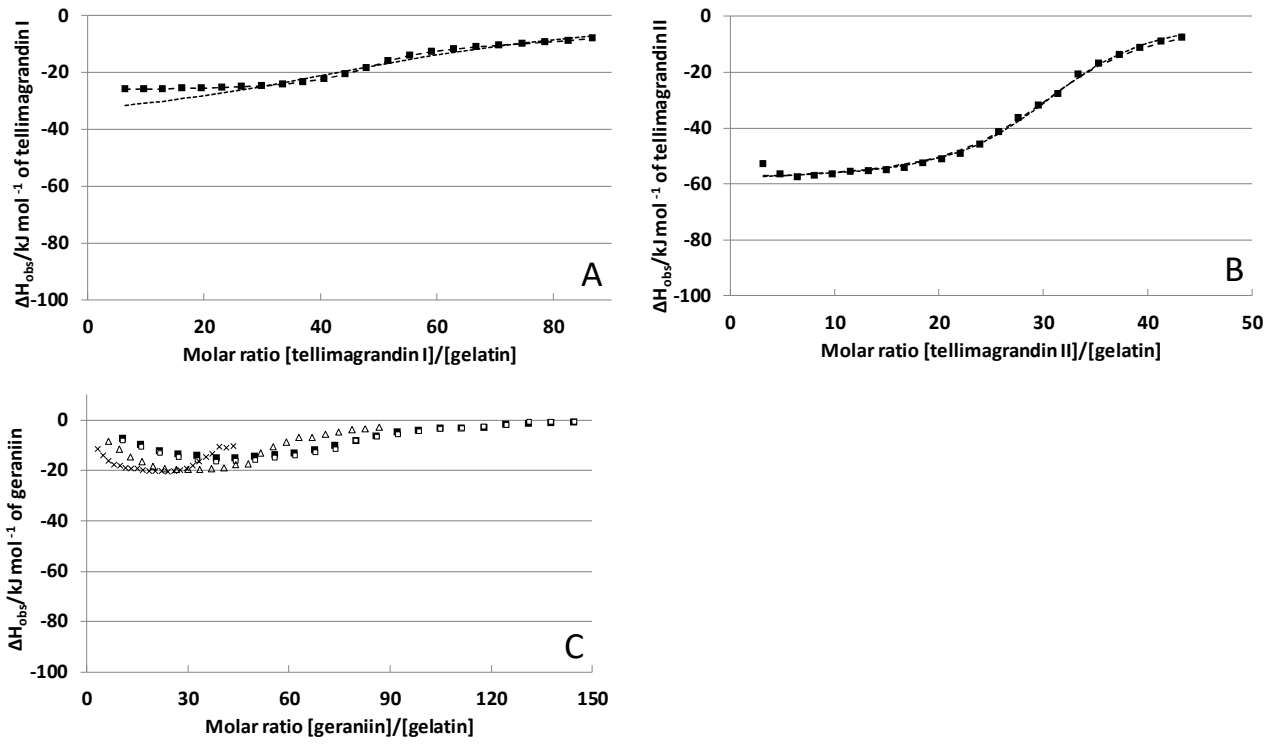 0
-20
-40
-60
-80
-100
ΔHobs/kJ mol -1 of tellimagrandin I
A
0 20 40 60 80
Molar ratio [tellimagrandin I]/[gelatin]
0
-20
-40
-60
-80
-100
ΔHobs/kJ mol -1 of tellimagrandin II
B
0 10 20 30 40 50
Molar ratio [tellimagrandin II]/[gelatin]
0
-20
-40
-60
-80
-100
ΔHobs/kJ mol -1 of geraniin
C
0 30 60 90 120 150
Molar ratio [geraniin]/[gelatin]